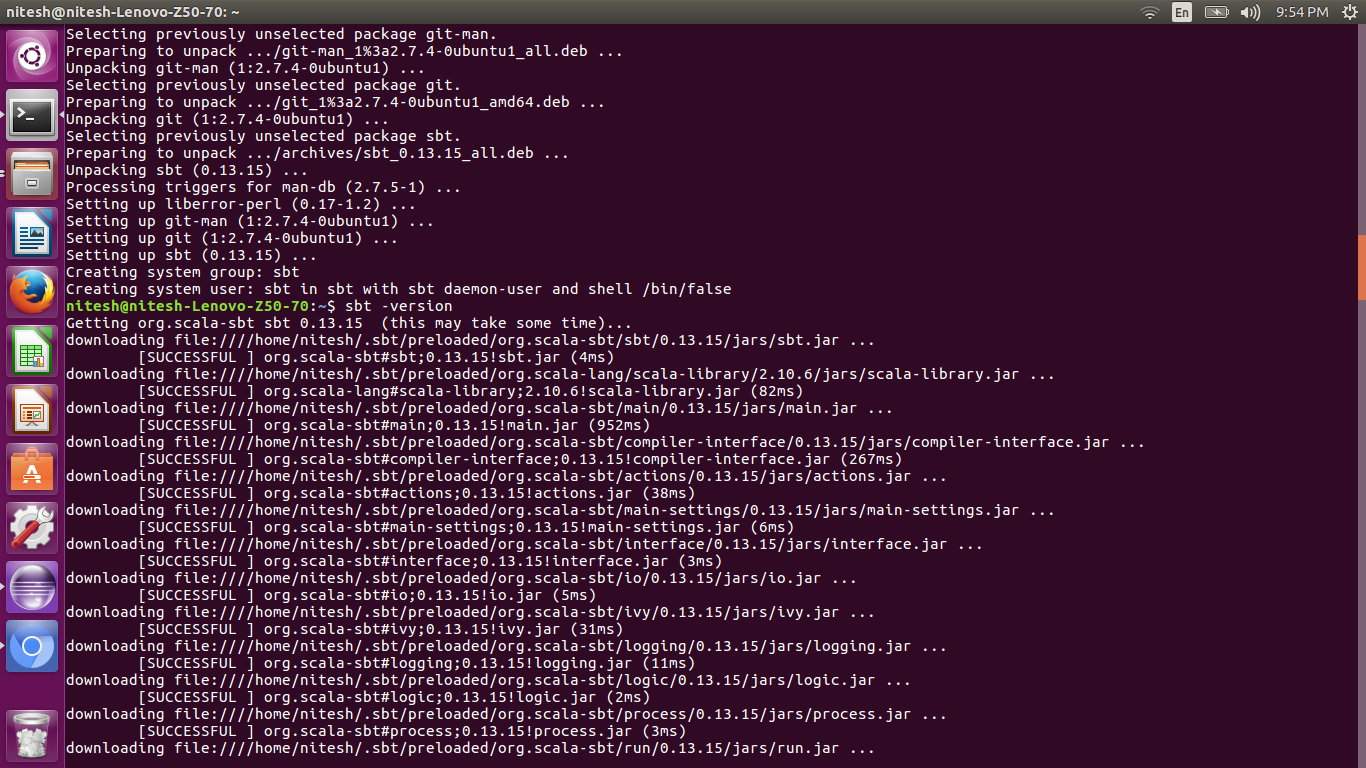 nitesh@nitesh-Lenovo-Z50-70: ~
En
9:54 PM
Selecting previously unselected package git-man.
Preparing to unpack .../git-man_1%3a2.7.4-0ubuntu1_all.deb ...
Unpacking git-man (1:2.7.4-0ubuntu1) ...
Selecting previously unselected package git.
Preparing to unpack .../git_1%3a2.7.4-0ubuntu1_amd64.deb ...
Unpacking git (1:2.7.4-0ubuntu1) ...
Selecting previously unselected package sbt.
Preparing to unpack .../archives/sbt_0.13.15_all.deb ...
Unpacking sbt (0.13.15) ...
Processing triggers for man-db (2.7.5-1) ...
Setting up liberror-perl (0.17-1.2) ...
Setting up git-man (1:2.7.4-0ubuntu1) ...
Setting up git (1:2.7.4-0ubuntu1) ...
Setting up sbt (0.13.15) ...
Creating system group: sbt
Creating system user: sbt in sbt with sbt daemon-user and shell /bin/false
nitesh@nitesh-Lenovo-Z50-70:~$ sbt -version
Getting org.scala-sbt sbt 0.13.15  (this may take some time)...
downloading file:////home/nitesh/.sbt/preloaded/org.scala-sbt/sbt/0.13.15/jars/sbt.jar ...
[SUCCESSFUL ] org.scala-sbt#sbt;0.13.15!sbt.jar (4ms)
downloading file:////home/nitesh/.sbt/preloaded/org.scala-lang/scala-library/2.10.6/jars/scala-library.jar ...
[SUCCESSFUL ] org.scala-lang#scala-library;2.10.6!scala-library.jar (82ms)
downloading file:////home/nitesh/.sbt/preloaded/org.scala-sbt/main/0.13.15/jars/main.jar ...
[SUCCESSFUL ] org.scala-sbt#main;0.13.15!main.jar (952ms)
downloading file:////home/nitesh/.sbt/preloaded/org.scala-sbt/compiler-interface/0.13.15/jars/compiler-interface.jar ...
[SUCCESSFUL ] org.scala-sbt#compiler-interface;0.13.15!compiler-interface.jar (267ms)
downloading file:////home/nitesh/.sbt/preloaded/org.scala-sbt/actions/0.13.15/jars/actions.jar ...
[SUCCESSFUL ] org.scala-sbt#actions;0.13.15!actions.jar (38ms)
downloading file:////home/nitesh/.sbt/preloaded/org.scala-sbt/main-settings/0.13.15/jars/main-settings.jar ...
[SUCCESSFUL ] org.scala-sbt#main-settings;0.13.15!main-settings.jar (6ms)
downloading file:////home/nitesh/.sbt/preloaded/org.scala-sbt/interface/0.13.15/jars/interface.jar ...
[SUCCESSFUL ] org.scala-sbt#interface;0.13.15!interface.jar (3ms)
downloading file:////home/nitesh/.sbt/preloaded/org.scala-sbt/io/0.13.15/jars/io.jar ...
[SUCCESSFUL ] org.scala-sbt#io;0.13.15!io.jar (5ms)
downloading file:////home/nitesh/.sbt/preloaded/org.scala-sbt/ivy/0.13.15/jars/ivy.jar ...
[SUCCESSFUL ] org.scala-sbt#ivy;0.13.15!ivy.jar (31ms)
downloading file:////home/nitesh/.sbt/preloaded/org.scala-sbt/logging/0.13.15/jars/logging.jar ...
[SUCCESSFUL ] org.scala-sbt#logging;0.13.15!logging.jar (11ms)
downloading file:////home/nitesh/.sbt/preloaded/org.scala-sbt/logic/0.13.15/jars/logic.jar ...
[SUCCESSFUL ] org.scala-sbt#logic;0.13.15!logic.jar (2ms)
downloading file:////home/nitesh/.sbt/preloaded/org.scala-sbt/process/0.13.15/jars/process.jar ...
[SUCCESSFUL ] org.scala-sbt#process;0.13.15!process.jar (3ms)
downloading file:////home/nitesh/.sbt/preloaded/org.scala-sbt/run/0.13.15/jars/run.jar ...